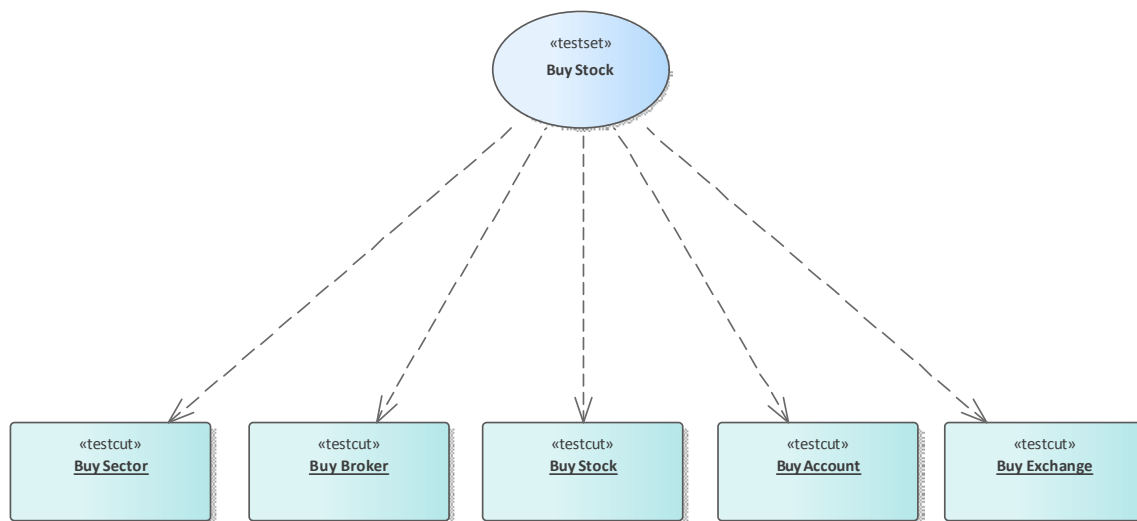 «testset»
Buy Stock
«testcut»
Buy Sector
«testcut»
Buy Broker
«testcut»
Buy Stock
«testcut»
Buy Account
«testcut»
Buy Exchange